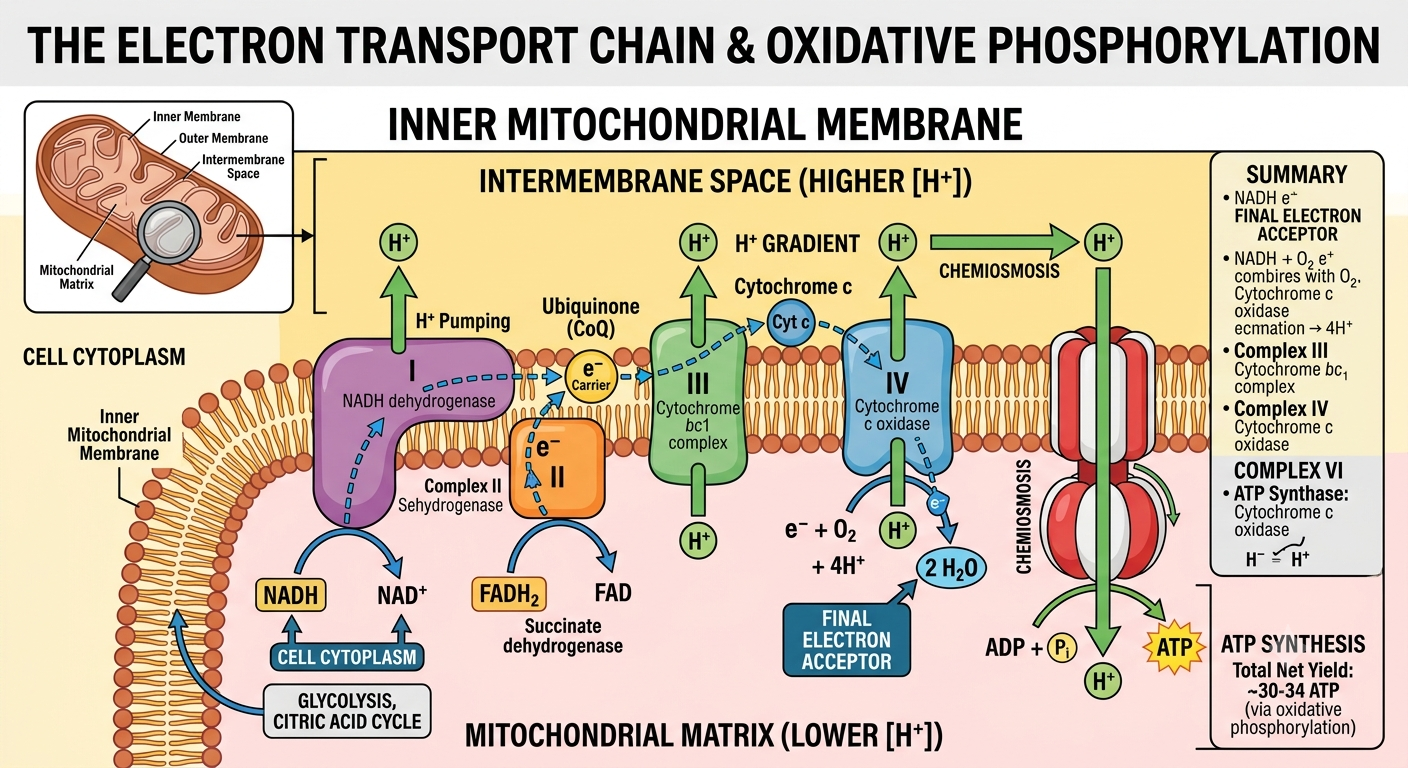 THE ELECTRON TRANSPORT CHAIN & OXIDATIVE PHOSPHORYLATION
INNER MITOCHONDRIAL MEMBRANE
Inner Membrane
Outer Membrane
Intermembrane
Space
Mitochondrial
Matrix
INTERMEMBRANE SPACE (HIGHER [H⁺])
H⁺
H⁺
H⁺ GRADIENT
H⁺
CHEMIOSMOSIS
H⁺
H⁺ Pumping
Ubiquinone
(CoQ)
Cytochrome c
Cyt c
CELL CYTOPLASM
Inner
Mitochondrial
Membrane
I
NADH dehydrogenase
e⁻
Carrier
III
Cytochrome
bc1
complex
IV
Cytochrome
c oxidase
e⁻
II
Complex II
Sehydrogenase
H⁺
e⁻ + O₂
+ 4H⁺
H⁺
e⁻
2 H₂O
CHEMIOSMOSIS
NADH
NAD⁺
FADH₂
FAD
Succinate
dehydrogenase
CELL CYTOPLASM
GLYCOLYSIS,
CITRIC ACID CYCLE
FINAL
ELECTRON
ACCEPTOR
ADP + Pᵢ
ATP
H⁺
MITOCHONDRIAL MATRIX (LOWER [H⁺])
SUMMARY
• NADH
FINAL ELECTRON
ACCEPTOR
• NADH + O₂ e⁺
combines with O₂.
Cytochrome c
oxidase
ecmnation → 4H⁺
• Complex III
Cytochrome bc₁
complex
• Complex IV
Cytochrome c
oxidase
COMPLEX VI
• ATP Synthase:
Cytochrome c
oxidase
H⁻ H⁺
ATP SYNTHESIS
Total Net Yield:
~30-34 ATP
(via oxidative
phosphorylation)